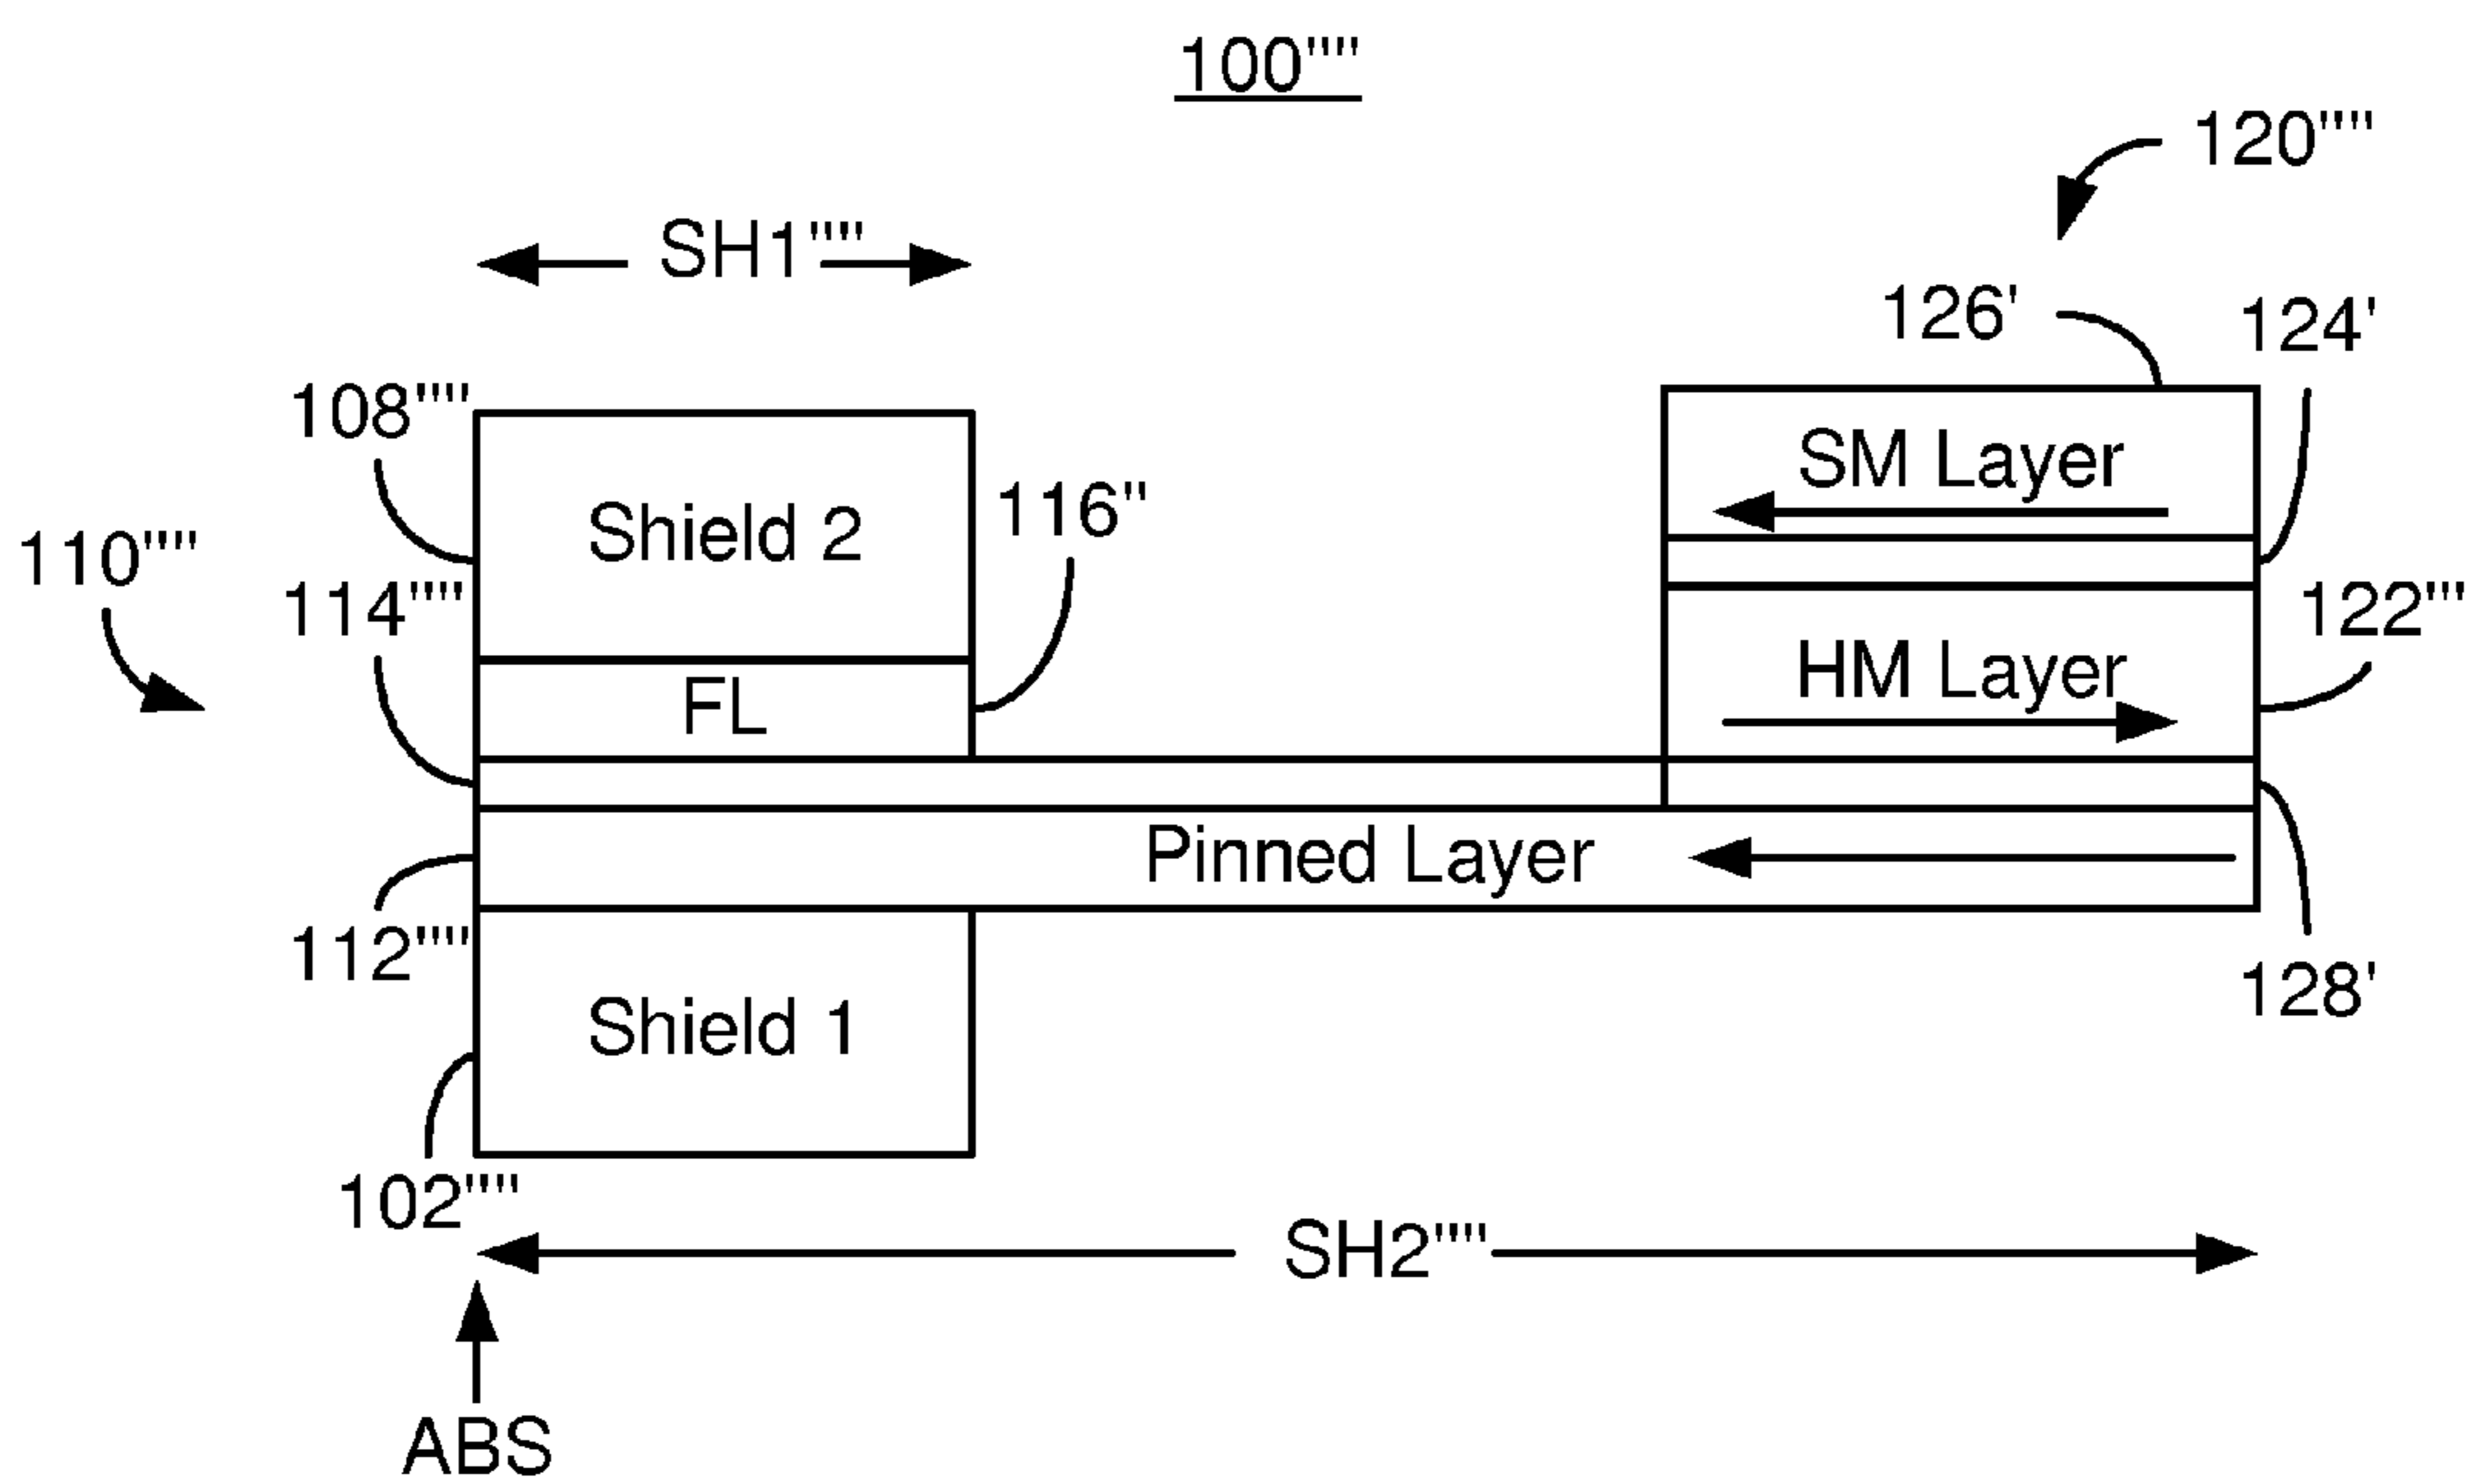 100""
120""
SH1""
126'
124'
108""
SM Layer
116"
Shield 2
110""
114""
122'"
HM Layer
FL
Pinned Layer
112""
128'
Shield 1
102""
SH2""
ABS